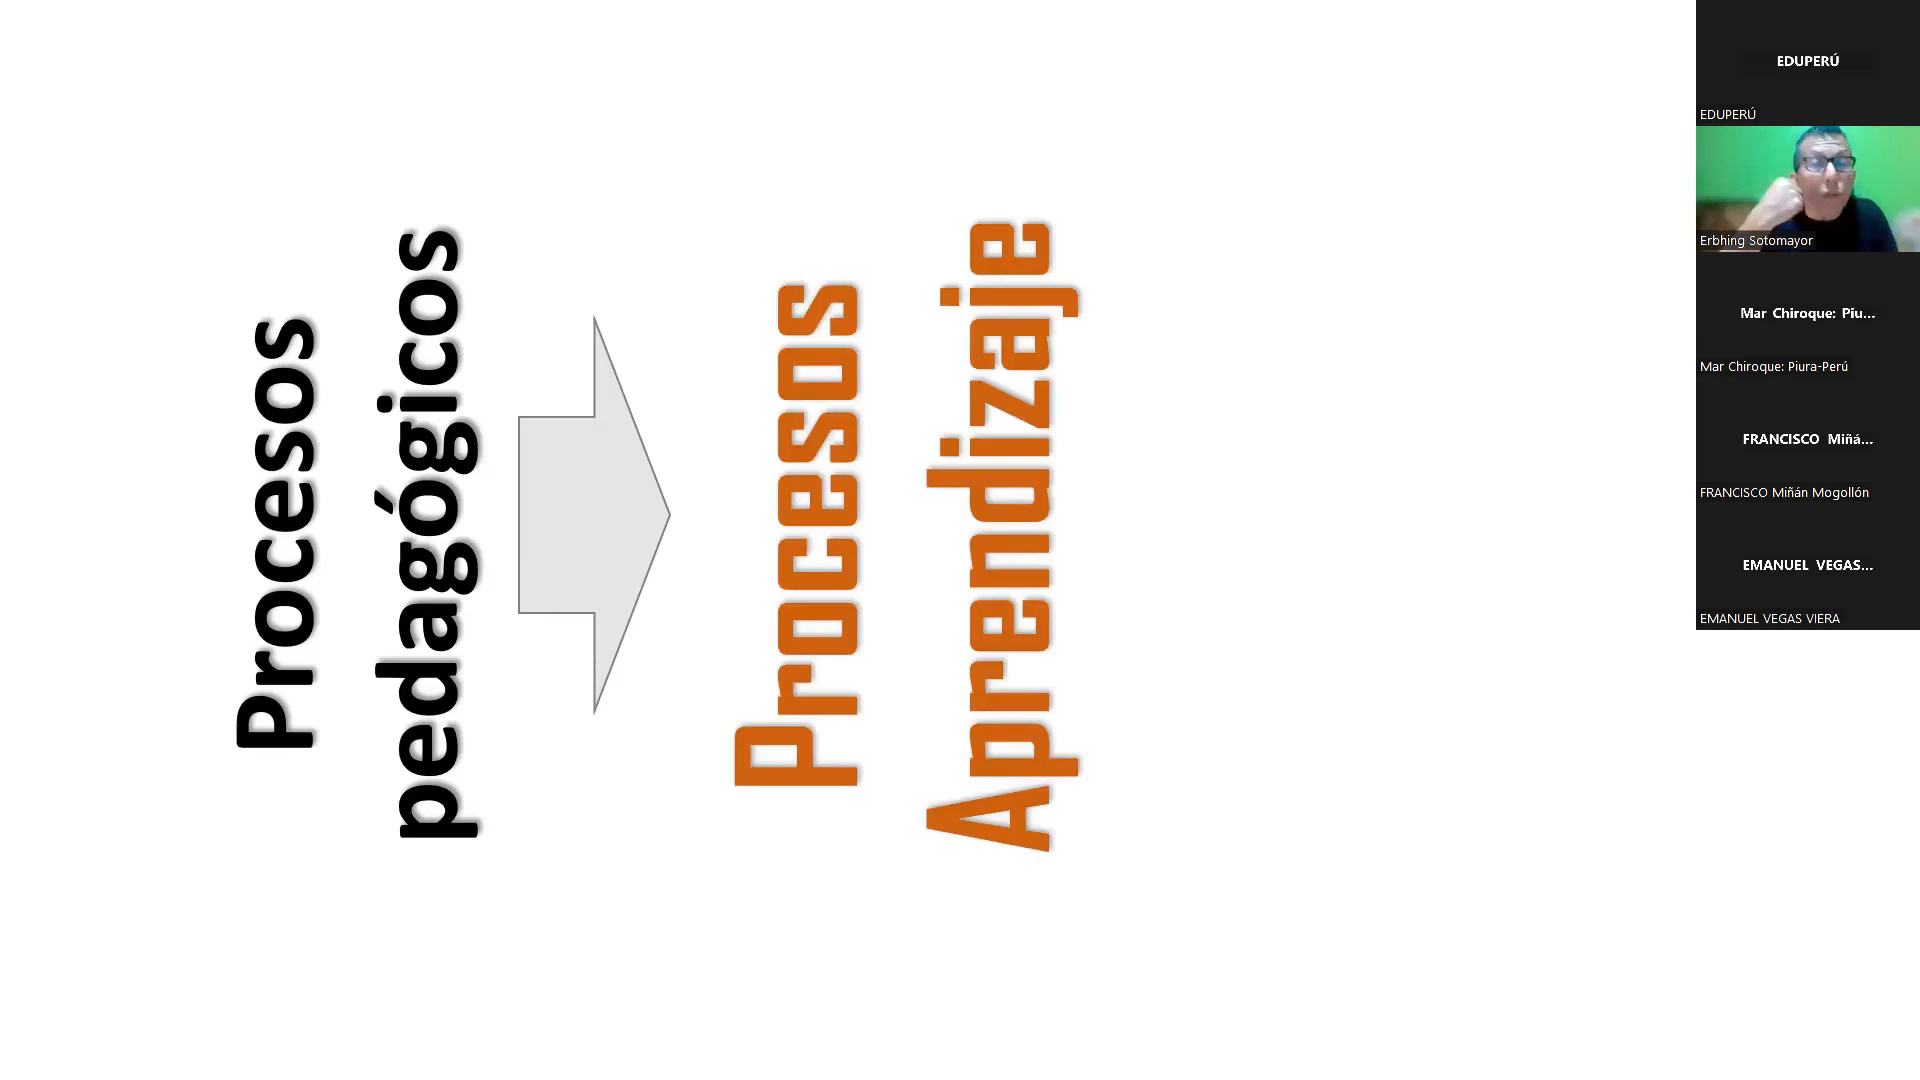 Procesos
pedagógicos
Procesos
Aprendizaje
EDUPERÚ
EDUPERÚ
Erbhing Sotomayor
Mar Chiroque: Piu...
Mar Chiroque: Piura-Perú
FRANCISCO Miñá...
FRANCISCO Miñán Mogollón
EMANUEL VEGAS...
EMANUEL VEGAS VIERA